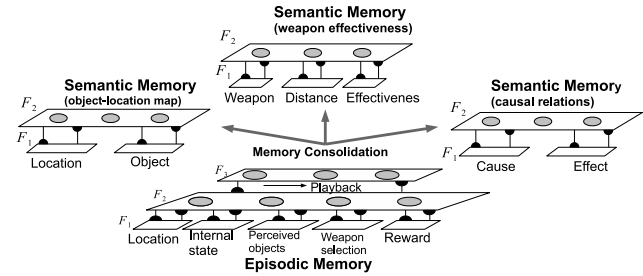 Semantic Memory
(weapon effectiveness)
F2
F1
Weapon Distance Effectivenes
Semantic Memory
(object-location map)
F2
F1
Location Object
Semantic Memory
(causal relations)
F2
F1
Cause Effect
Memory Consolidation
F3
Playback
F2
F1
Location
Internal
state
Perceived
objects
Weapon
selection
Reward
Episodic Memory